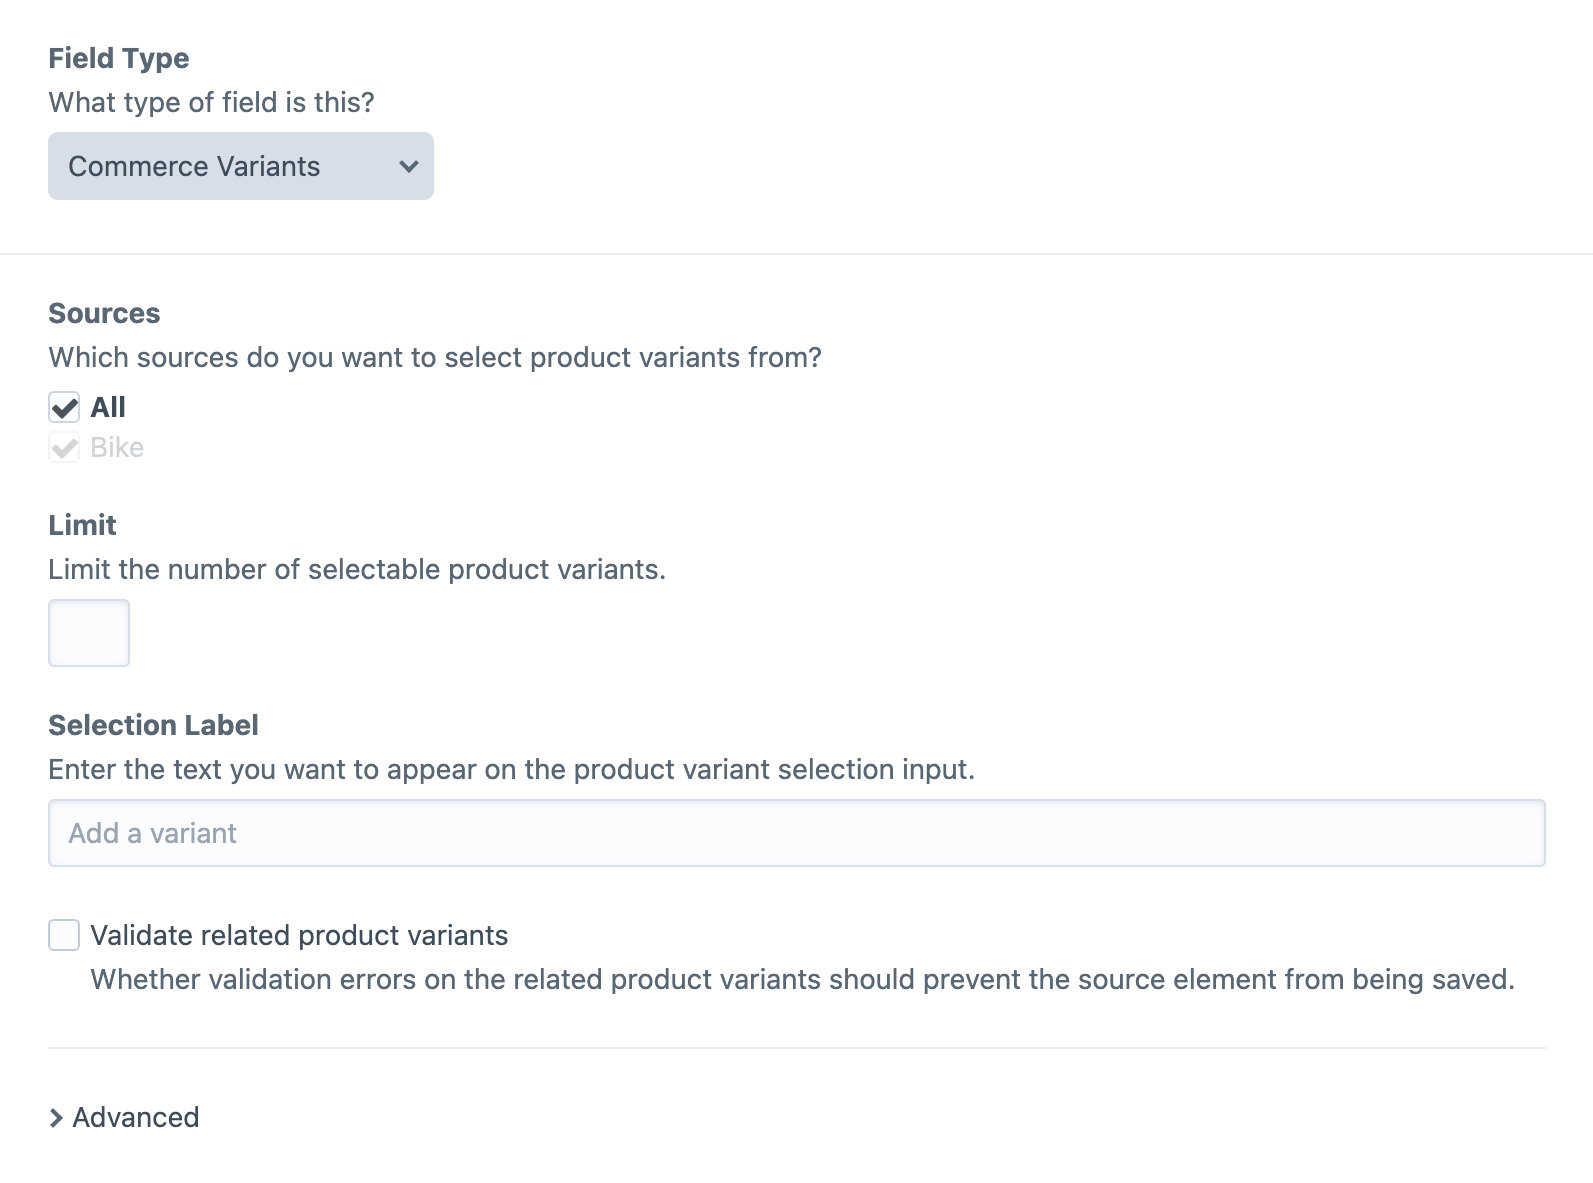 Field Type
What type of field is this?
Commerce Variants
Sources
Which sources do you want to select product variants from?
All
Bike
Limit
Limit the number of selectable product variants.
Selection Label
Enter the text you want to appear on the product variant selection input.
Add a variant
Validate related product variants
Whether validation errors on the related product variants should prevent the source element from being saved.
Advanced